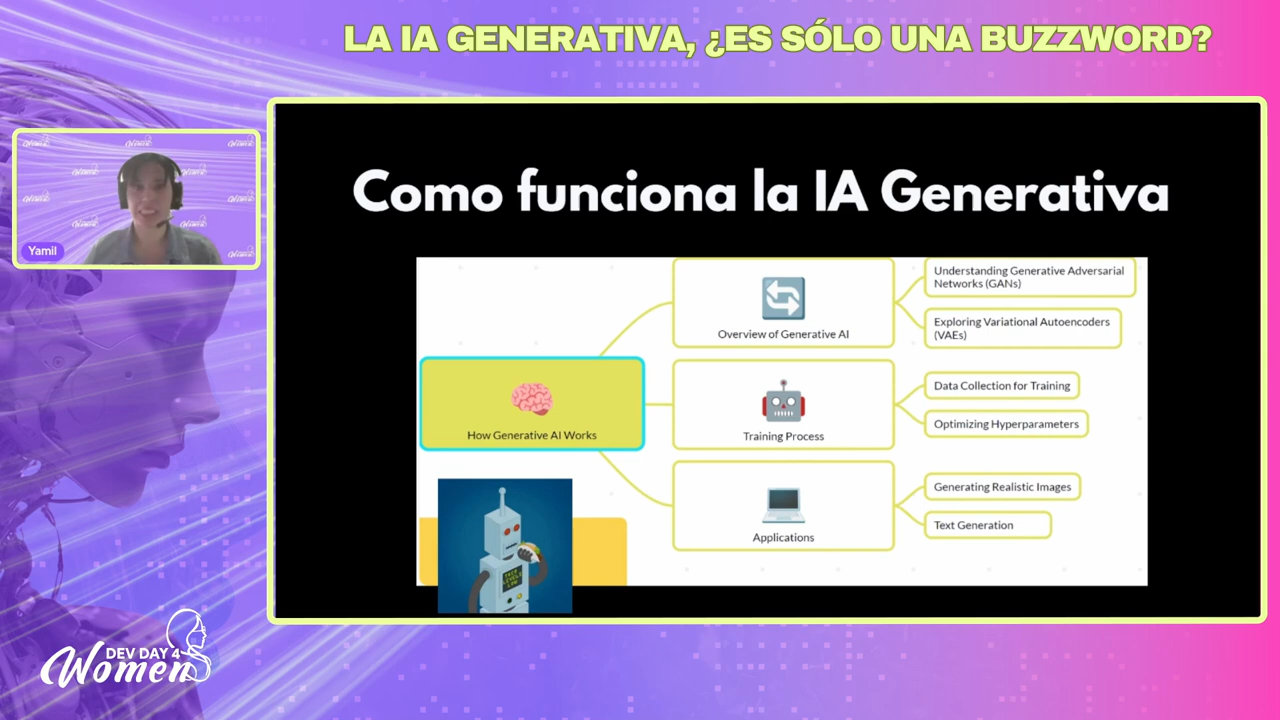 LA IA GENERATIVA, ¿ES SÓLO UNA BUZZWORD?
Yamil
Como funciona la IA Generativa
How Generative AI Works
Overview of Generative AI
Understanding Generative Adversarial
Networks (GANs)
Exploring Variational Autoencoders
(VAEs)
Training Process
Data Collection for Training
Optimizing Hyperparameters
Applications
Generating Realistic Images
Text Generation
DEV DAY 4
Women